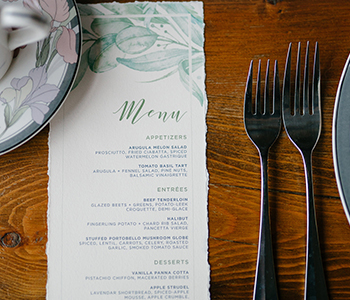 Menu
APPETIZERS
ARUGULA MELON SALAD
PROSCIUTTO, FRIED CIABATTA, SPICED
WATERMELON GASTRIQUE
TOMATO BASIL TART
ARUGULA + FENNEL SALAD, PINE NUTS,
BALSAMIC VINAIGRETTE
ENTRÉES
BEEF TENDERLOIN
GLAZED BEETS + GREENS, POTATO LEEK
CROQUETTE, DEMI-GLACE
HALIBUT
FINGERLING POTATO + CHARD HASH,
PANCETTA VIERGE
STUFFED PORTOBELLO MUSHROOM GLOBE
SPICED, LENTIL, CARROTS, CELERY, ROASTED
GARLIC, SMOKED TOMATO SAUCE
DESSERTS
VANILLA PANNA COTTA
PISTACHIO CHIFFON, MACERATED BERRIES
APPLE STRUDEL
LAVENDER SHORTBREAD, SPICED-APPLE
MOUSSE, APPLE CRUMBLE